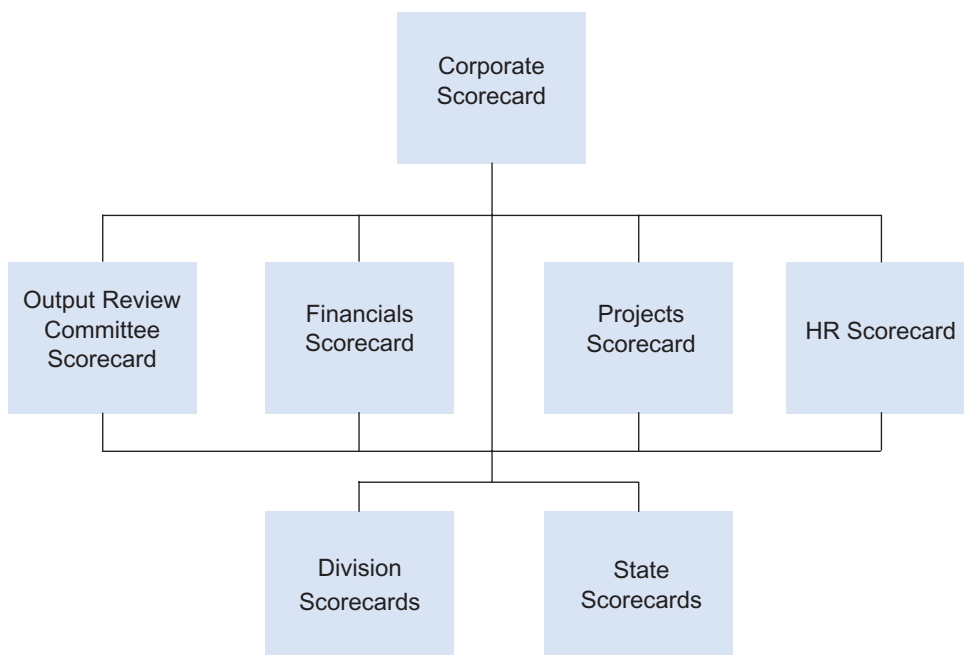 Corporate
Scorecard
Output Review
Committee
Scorecard
Financials
Scorecard
Projects
Scorecard
HR Scorecard
Division
Scorecards
State
Scorecards